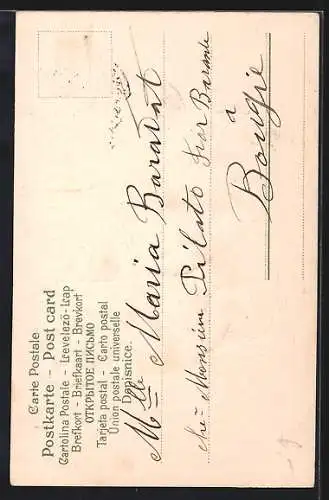 Carte Postale
Postkarte – Post card
Cartolina Postale – Levelező-Lap
Brefkort – Briefkaart – Brevkort
ОТКРЫТОЕ ПИСЬМО
Tarjeta postal – Carto postal
Union postale universelle
Dopisnice.
Mlle Maria Baradat
chez Monsieur Pilato
à
Bougie